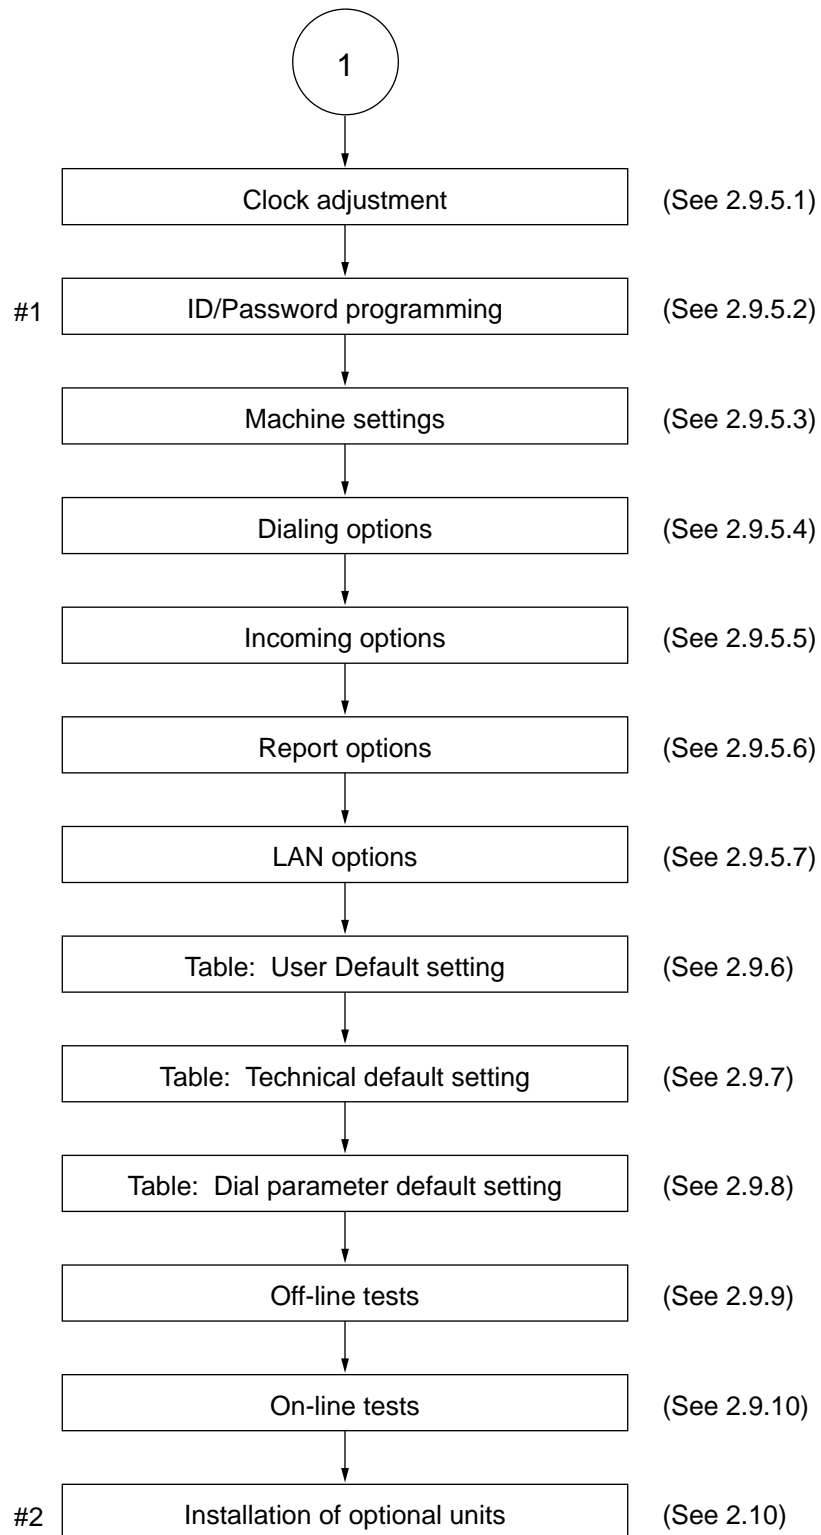 1
Clock adjustment (See 2.9.5.1)
#1 ID/Password programming (See 2.9.5.2)
Machine settings (See 2.9.5.3)
Dialing options (See 2.9.5.4)
Incoming options (See 2.9.5.5)
Report options (See 2.9.5.6)
LAN options (See 2.9.5.7)
Table: User Default setting (See 2.9.6)
Table: Technical default setting (See 2.9.7)
Table: Dial parameter default setting (See 2.9.8)
Off-line tests (See 2.9.9)
On-line tests (See 2.9.10)
#2 Installation of optional units (See 2.10)